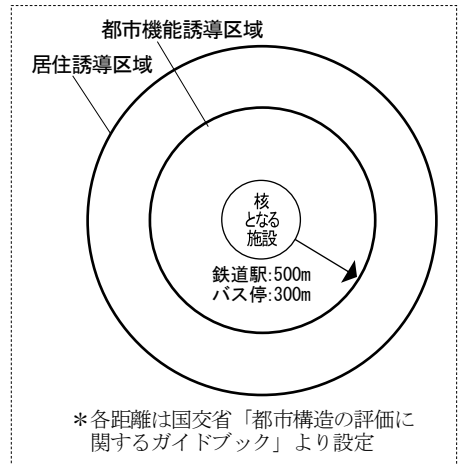 都市機能誘導区域
居住誘導区域
核
となる
施設
鉄道駅:500m
バス停:300m
＊各距離は国交省「都市構造の評価に
関するガイドブック」より設定